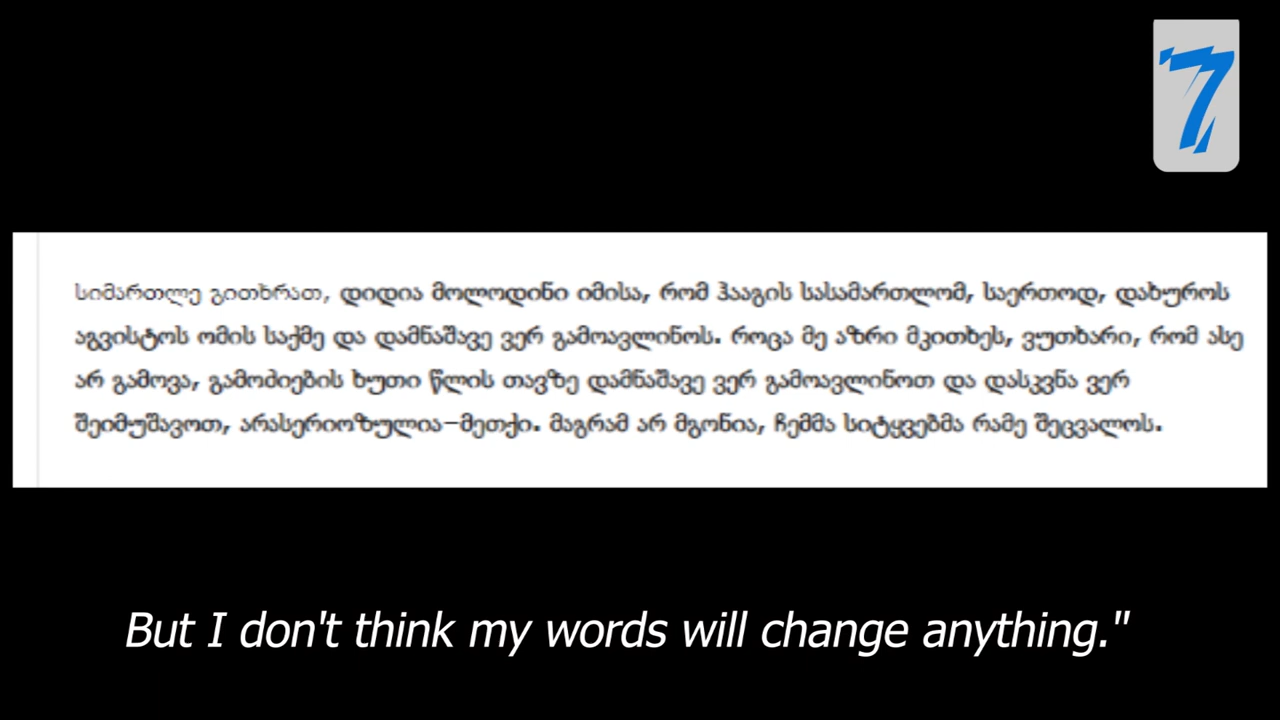 7
სიმართლე გითხრათ, დიდია მოლოდინი იმისა, რომ ჰააგის სასამართლომ, საერთოდ, დახუროს
აგვისტოს ომის საქმე და დამნაშავე ვერ გამოავლინოს. როცა მე აზრი მკითხეს, ვუთხარი, რომ ასე
არ გამოვა, გამოძიების ხუთი წლის თავზე დამნაშავე ვერ გამოავლინოთ და დასკვნა ვერ
შეიმუშავოთ, არასერიოზულია-მეთქი. მაგრამ არ მგონია, ჩემმა სიტყვებმა რამე შეცვალოს.
But I don't think my words will change anything."